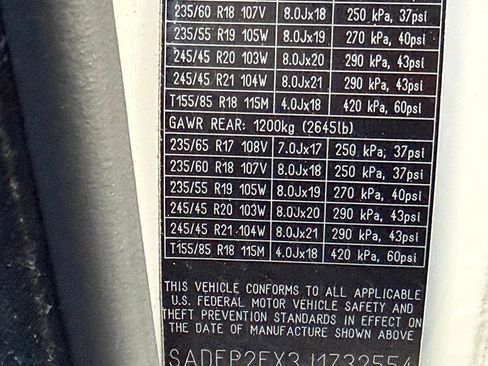 235/60 R18 107V 8.0Jx18 250 kPa, 37psi
235/55 R19 105W 8.0Jx19 270 kPa, 40psi
245/45 R20 103W 8.0Jx20 290 kPa, 43psi
245/45 R21 104W 8.0Jx21 290 kPa, 43psi
T155/85 R18 115M 4.0Jx18 420 kPa, 60psi
GAWR REAR: 1200kg (2645lb)
235/65 R17 108V 7.0Jx17 250 kPa, 37psi
235/60 R18 107V 8.0Jx18 250 kPa, 37psi
235/55 R19 105W 8.0Jx19 270 kPa, 40psi
245/45 R20 103W 8.0Jx20 290 kPa, 43psi
245/45 R21 104W 8.0Jx21 290 kPa, 43psi
T155/85 R18 115M 4.0Jx18 420 kPa, 60psi
THIS VEHICLE CONFORMS TO ALL APPLICABLE
U.S. FEDERAL MOTOR VEHICLE SAFETY AND
THEFT PREVENTION STANDARDS IN EFFECT ON
THE DATE OF MANUFACTURE SHOWN ABOVE